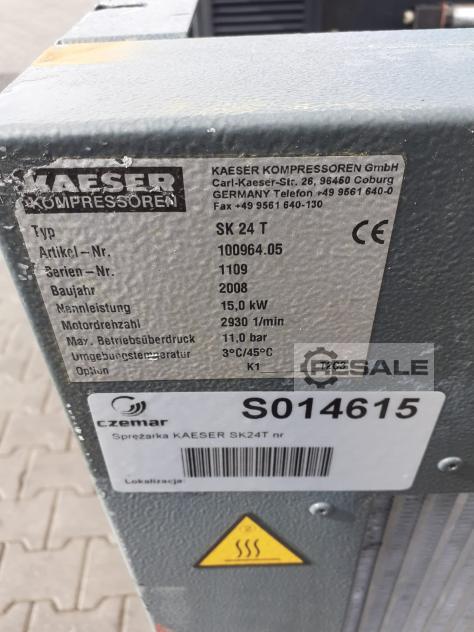 KAESER
KOMPRESSOREN
KAESER KOMPRESSOREN GmbH
Carl-Kaeser-Str. 26, 96450 Coburg
GERMANY Telefon +49 9561 640-0
Fax +49 9561 640-130
Typ SK 24 T
Artikel-Nr. 100964.05
Serien-Nr. 1109
Baujahr 2008
Nennleistung 15,0 kW
Motordrehzahl 2930 1/min
Max. Betriebsüberdruck 11,0 bar
Umgebungstemperatur 3°C/45°C
Option K1
CE
RESALE
czemar
S014615
Sprężarka KAESER SK24T nr
Lokalizacja: